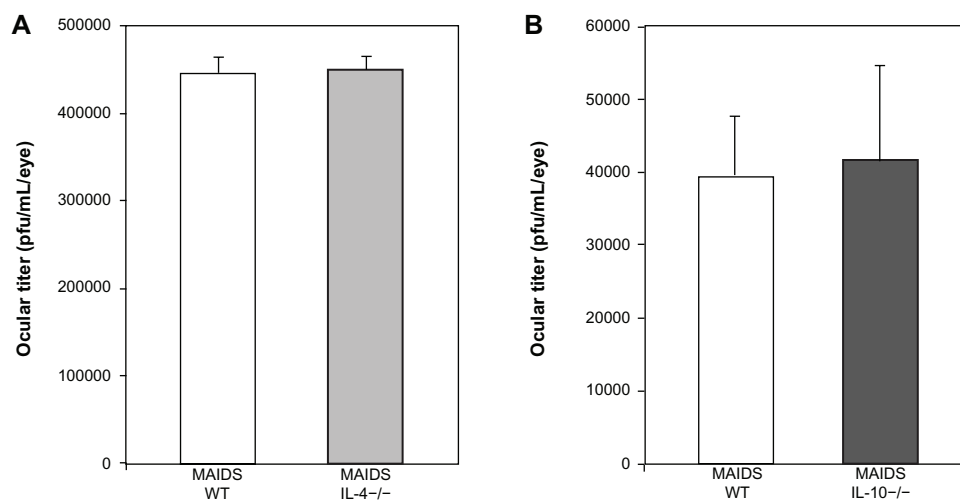 A
Ocular titer (pfu/mL/eye)
500000
400000
300000
200000
100000
0
MAIDS
WT
MAIDS
IL-4−/−
B
Ocular titer (pfu/mL/eye)
60000
50000
40000
30000
20000
10000
0
MAIDS
WT
MAIDS
IL-10−/−